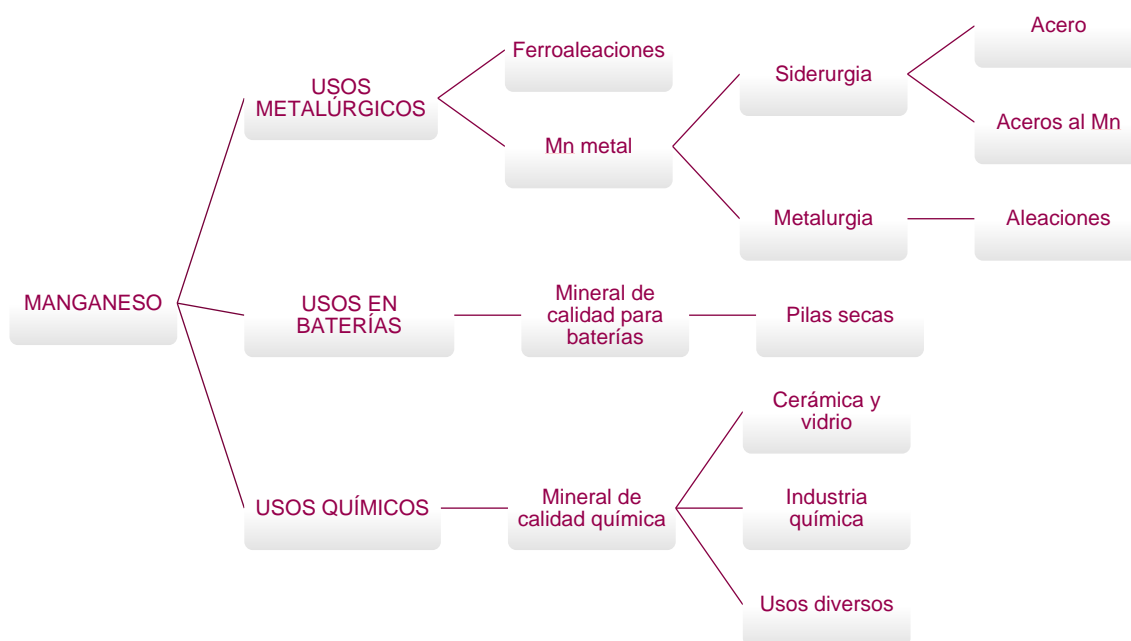 MANGANESO
USOS
METALÚRGICOS
Ferroaleaciones
Mn metal
Siderurgia
Acero
Aceros al Mn
Metalurgia
Aleaciones
USOS EN
BATERÍAS
Mineral de
calidad para
baterías
Pilas secas
USOS QUÍMICOS
Mineral de
calidad química
Cerámica y
vidrio
Industria
química
Usos diversos